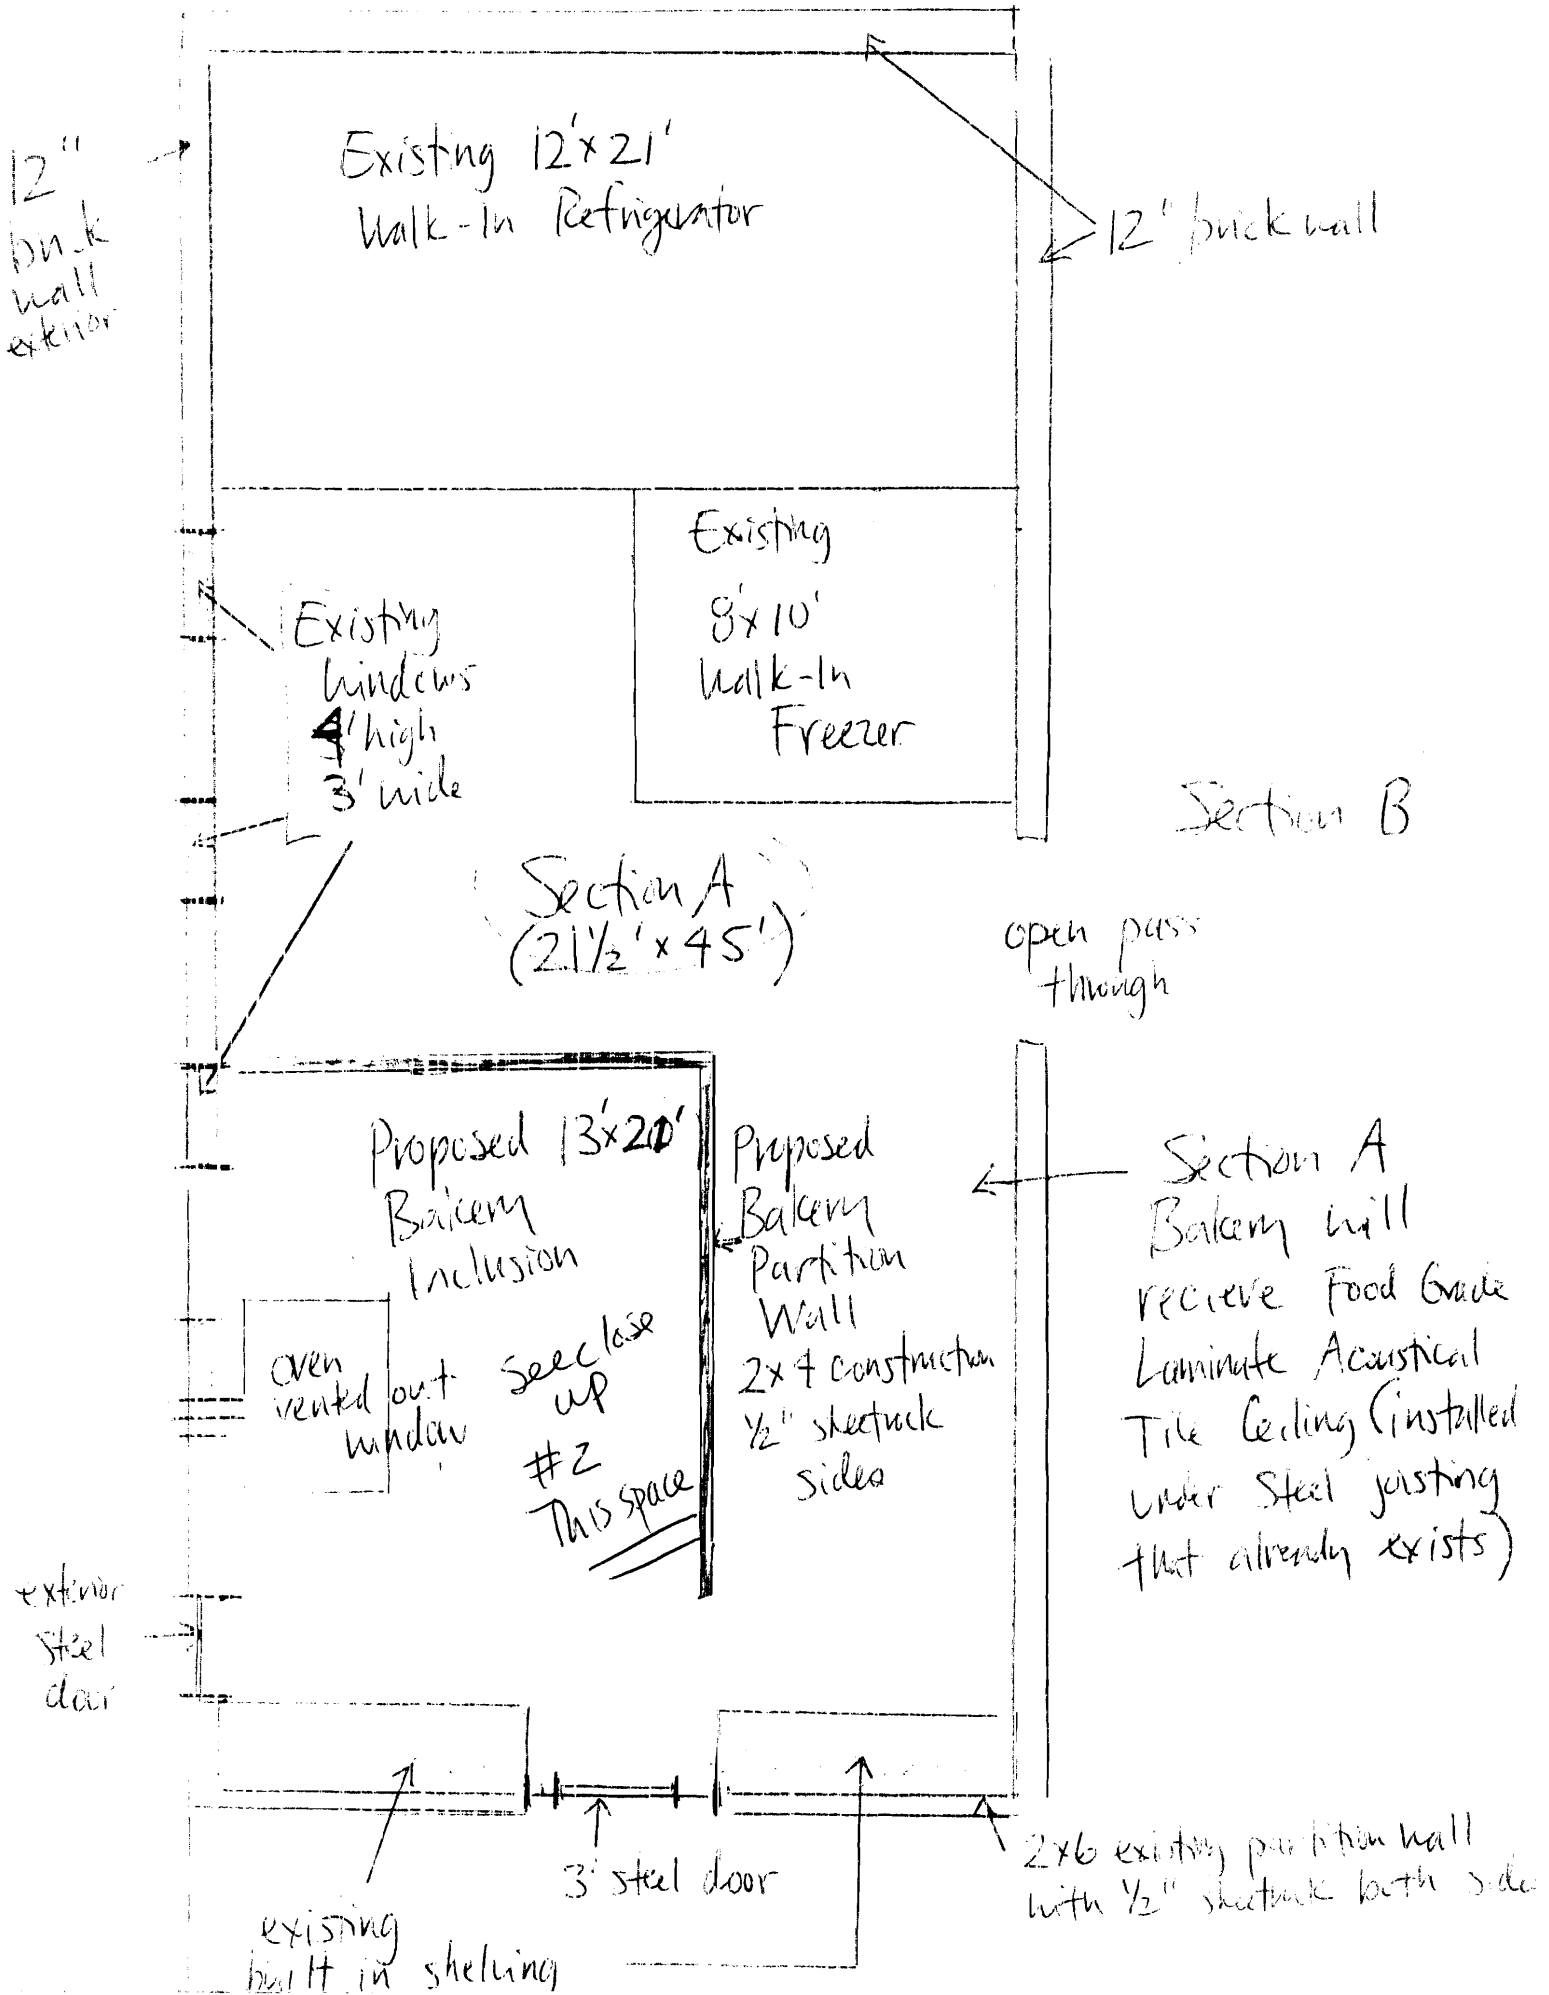 12"
brick
wall
exterior
Existing 12'x21'
Walk-In Refrigerator
12" brick wall
Existing
windows
4' high
3' wide
Existing
8'x10'
Walk-In
Freezer
Section B
Section A
(21½' x 45')
open pass
through
Proposed 13'x21'
Bakery
Inclusion
oven
vented out
window
See close
up
#2
This space
Proposed
Bakery
Partition
Wall
2x4 construction
½" sheetrock
sides
Section A
Bakery will
recieve Food Grade
Laminate Acoustical
Tile Ceiling (installed
under Steel joisting
that already exists)
exterior
steel
door
3' steel door
2x6 existing partition wall
with ½" sheetrock both side
existing
built in shelving